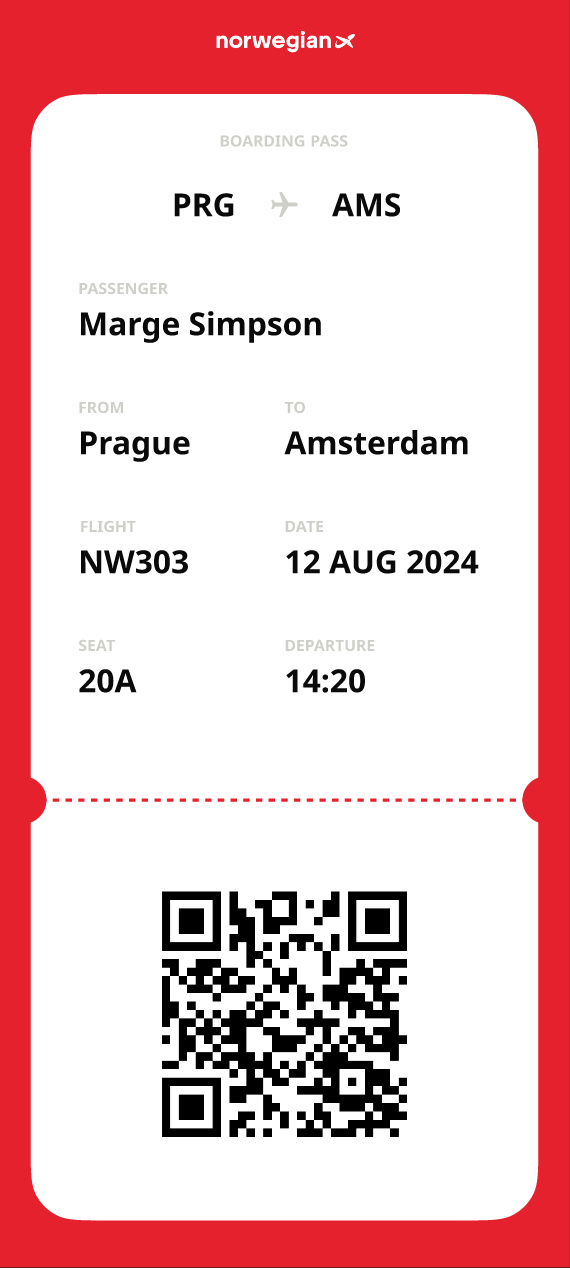 norwegian
BOARDING PASS
PRG AMS
PASSENGER
Marge Simpson
FROM TO
Prague Amsterdam
FLIGHT DATE
NW303 12 AUG 2024
SEAT DEPARTURE
20A 14:20